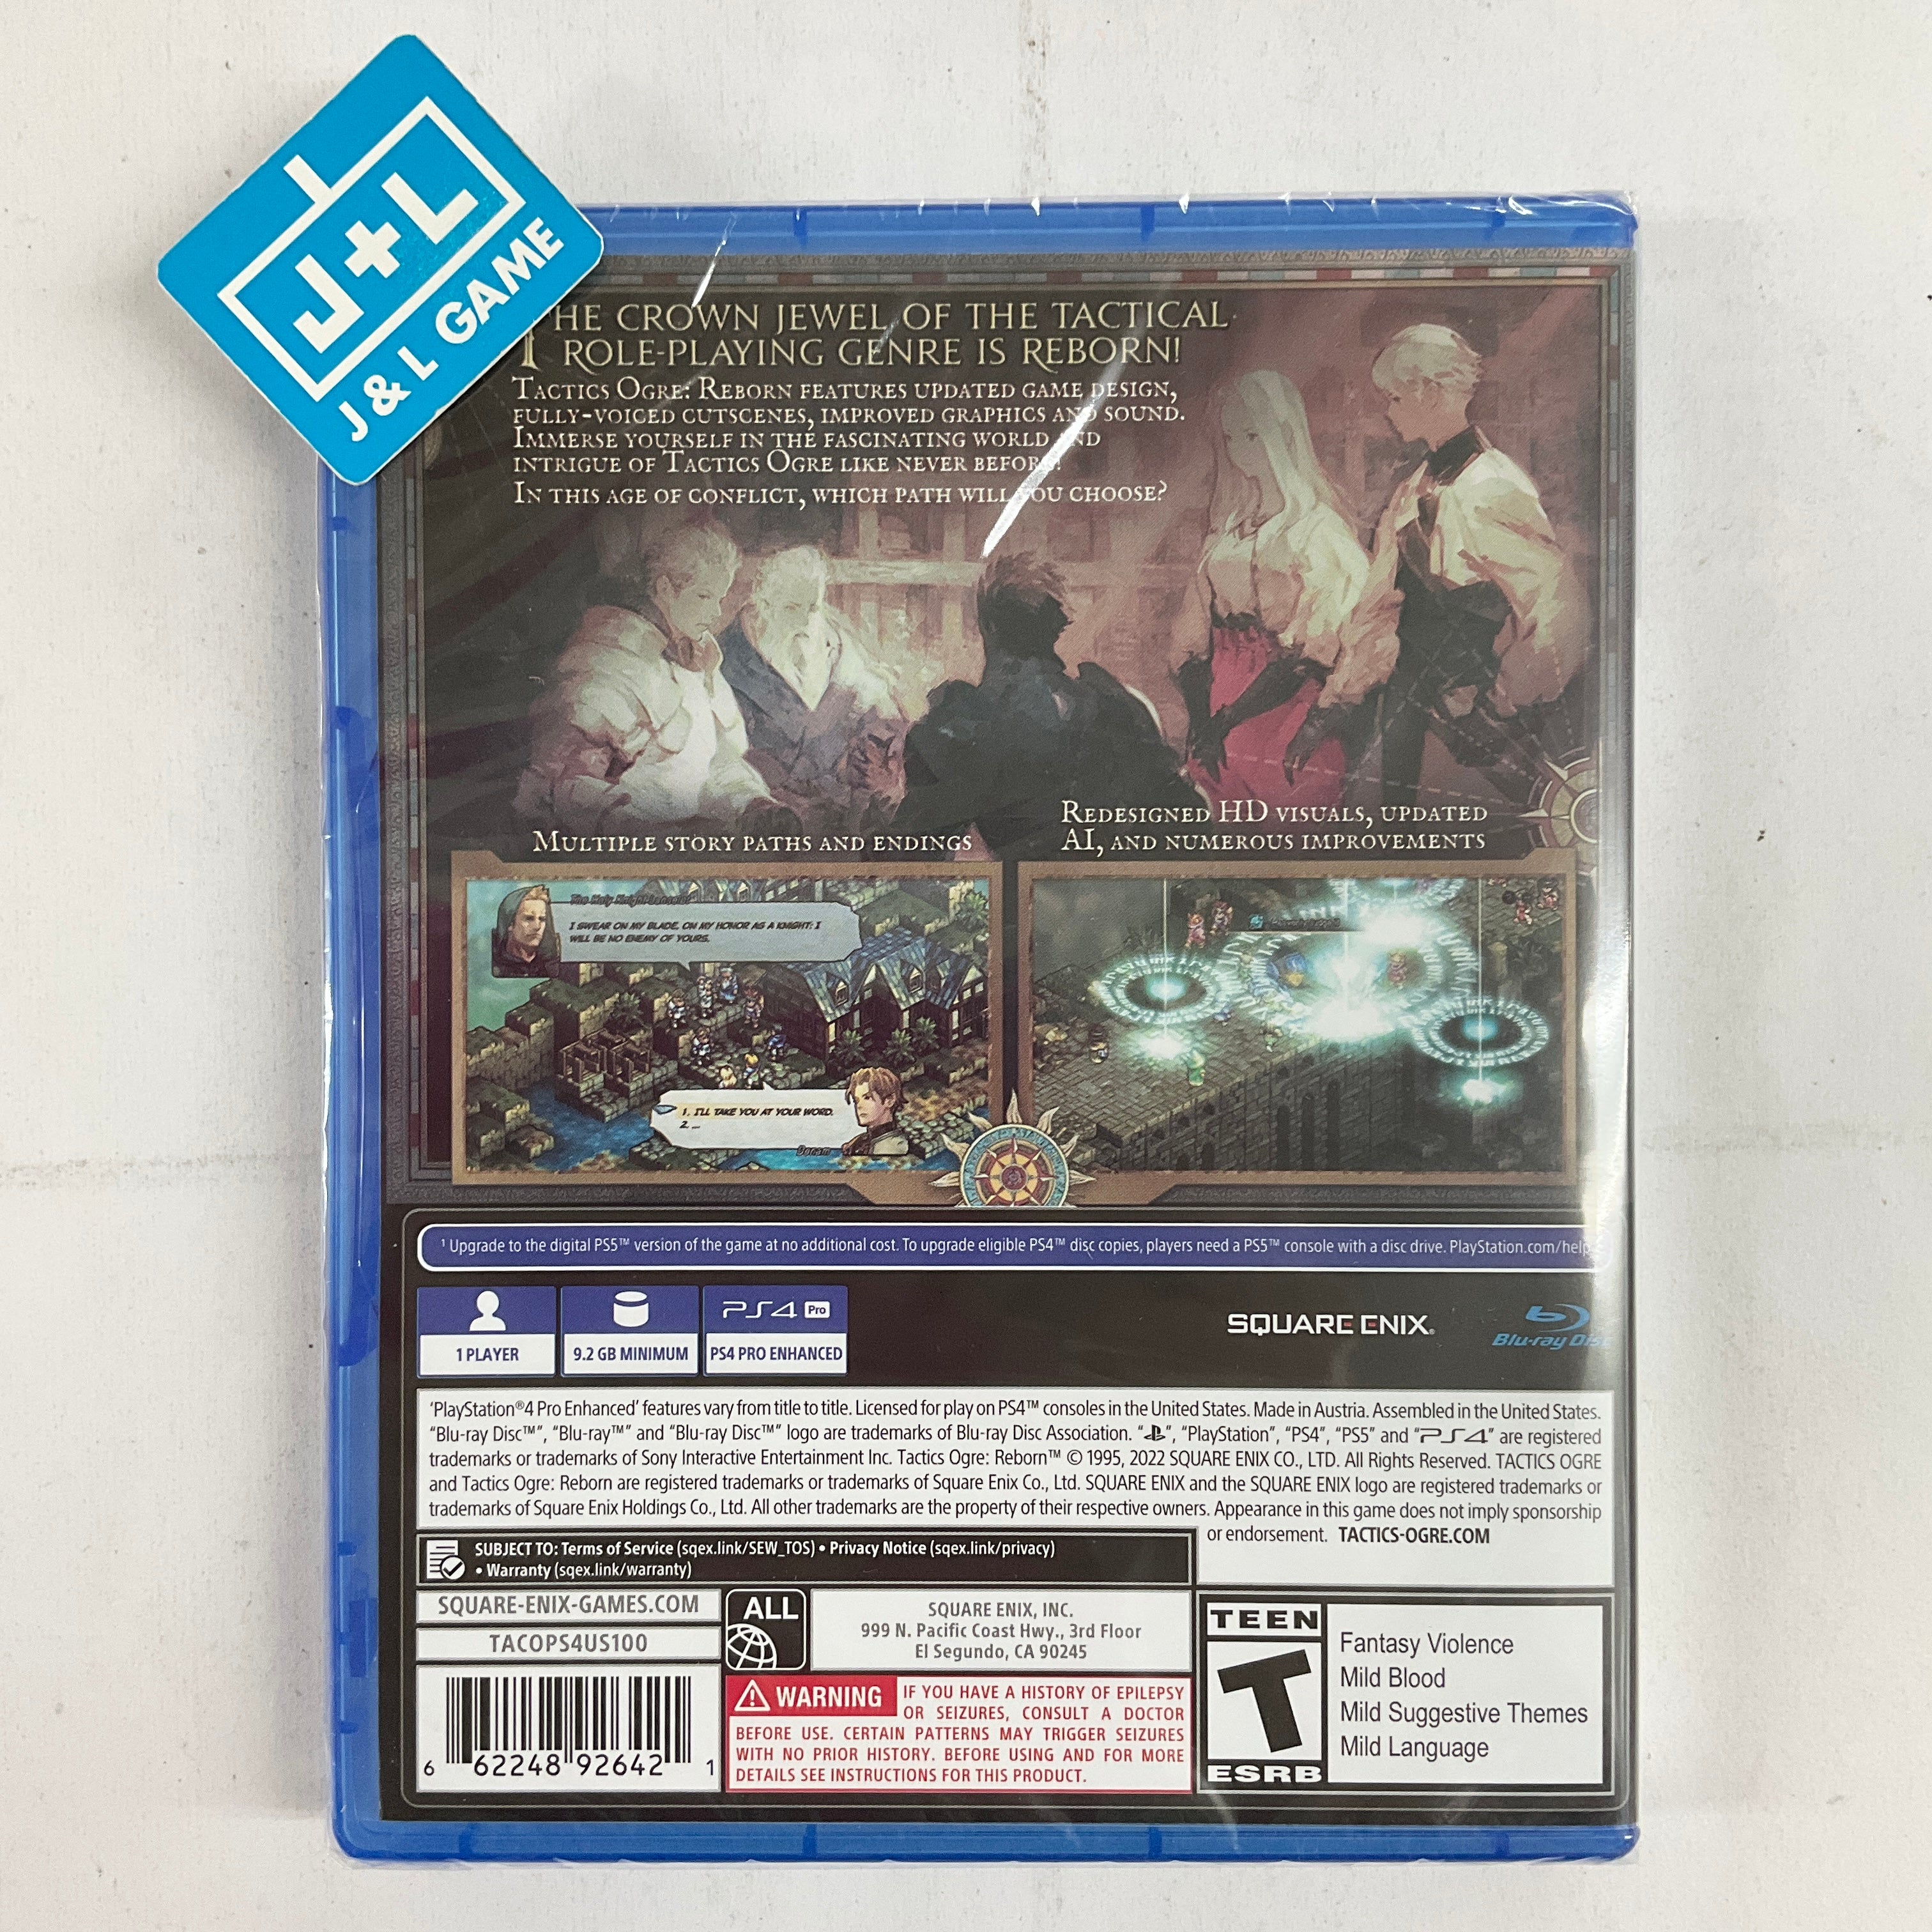 J+L
J & L GAME
THE CROWN JEWEL OF THE TACTICAL
ROLE-PLAYING GENRE IS REBORN!
TACTICS OGRE: REBORN FEATURES UPDATED GAME DESIGN,
FULLY-VOICED CUTSCENES, IMPROVED GRAPHICS AND SOUND.
IMMERSE YOURSELF IN THE FASCINATING WORLD AND
INTRIGUE OF TACTICS OGRE LIKE NEVER BEFORE!
IN THIS AGE OF CONFLICT, WHICH PATH WILL YOU CHOOSE?
MULTIPLE STORY PATHS AND ENDINGS
REDESIGNED HD VISUALS, UPDATED
AI, AND NUMEROUS IMPROVEMENTS
The Holy Knight Lanselot
I SWEAR ON MY BLADE, ON MY HONOR AS A KNIGHT: I
WILL BE NO ENEMY OF YOURS.
1. I'LL TAKE YOU AT YOUR WORD.
2. ...
Denam
¹ Upgrade to the digital PS5™ version of the game at no additional cost. To upgrade eligible PS4™ disc copies, players need a PS5™ console with a disc drive. PlayStation.com/help
PS4 Pro
1 PLAYER
9.2 GB MINIMUM
PS4 PRO ENHANCED
SQUARE ENIX®
Blu-ray Disc
‘PlayStation®4 Pro Enhanced’ features vary from title to title. Licensed for play on PS4™ consoles in the United States. Made in Austria. Assembled in the United States.
“Blu-ray Disc™”, “Blu-ray™” and “Blu-ray Disc™” logo are trademarks of Blu-ray Disc Association. “ ”, “PlayStation”, “PS4”, “PS5” and “PS4” are registered
trademarks or trademarks of Sony Interactive Entertainment Inc. Tactics Ogre: Reborn™ © 1995, 2022 SQUARE ENIX CO., LTD. All Rights Reserved. TACTICS OGRE
and Tactics Ogre: Reborn are registered trademarks or trademarks of Square Enix Co., Ltd. SQUARE ENIX and the SQUARE ENIX logo are registered trademarks or
trademarks of Square Enix Holdings Co., Ltd. All other trademarks are the property of their respective owners. Appearance in this game does not imply sponsorship
or endorsement. TACTICS-OGRE.COM
SUBJECT TO: Terms of Service (sqex.link/SEW_TOS) • Privacy Notice (sqex.link/privacy)
• Warranty (sqex.link/warranty)
SQUARE-ENIX-GAMES.COM
TACOPS4US100
ALL
SQUARE ENIX, INC.
999 N. Pacific Coast Hwy., 3rd Floor
El Segundo, CA 90245
6 62248 92642 1
WARNING IF YOU HAVE A HISTORY OF EPILEPSY
OR SEIZURES, CONSULT A DOCTOR
BEFORE USE. CERTAIN PATTERNS MAY TRIGGER SEIZURES
WITH NO PRIOR HISTORY. BEFORE USING AND FOR MORE
DETAILS SEE INSTRUCTIONS FOR THIS PRODUCT.
TEEN
T
ESRB
Fantasy Violence
Mild Blood
Mild Suggestive Themes
Mild Language